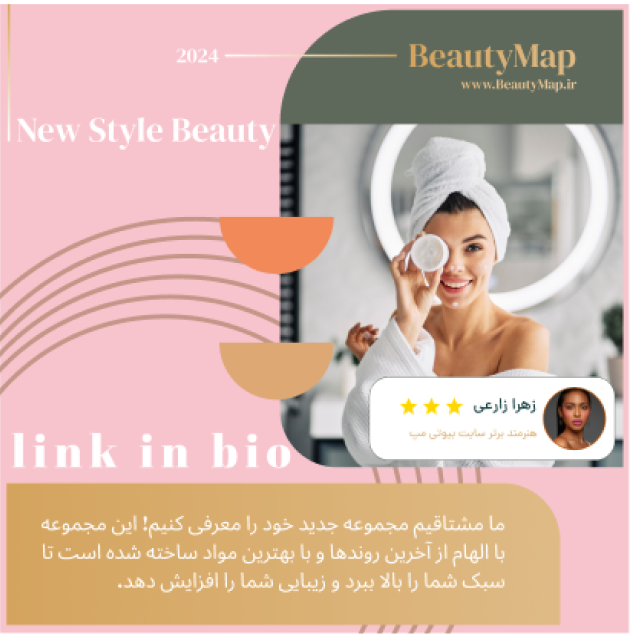 2024
BeautyMap
www.BeautyMap.ir
New Style Beauty
زهرا زارعی
هنرمند برتر سایت بیوتی مپ
link in bio
ما مشتاقیم مجموعه جدید خود را معرفی کنیم! این مجموعه
با الهام از آخرین روندها و با بهترین مواد ساخته شده است تا
سبک شما را بالا ببرد و زیبایی شما را افزایش دهد.